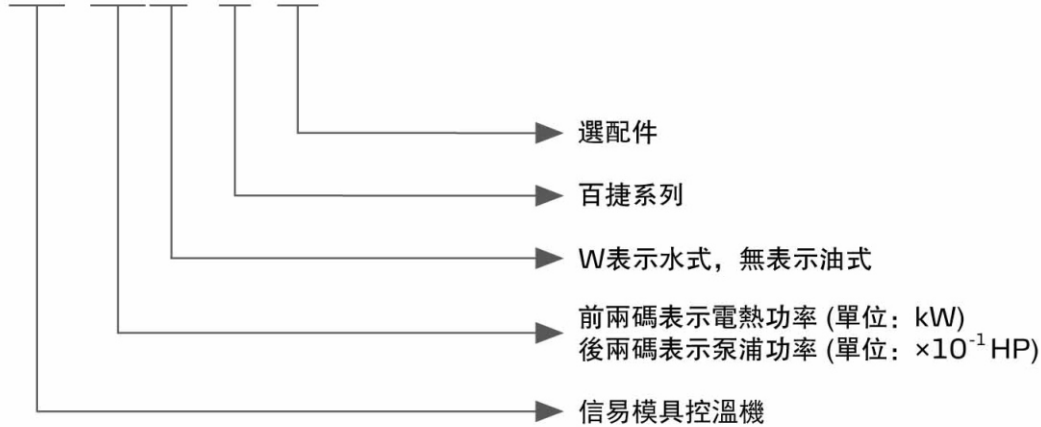 選配件
百捷系列
W表示水式，無表示油式
前兩碼表示電熱功率 (單位：kW)
後兩碼表示泵浦功率 (單位：×10⁻¹HP)
信易模具控溫機